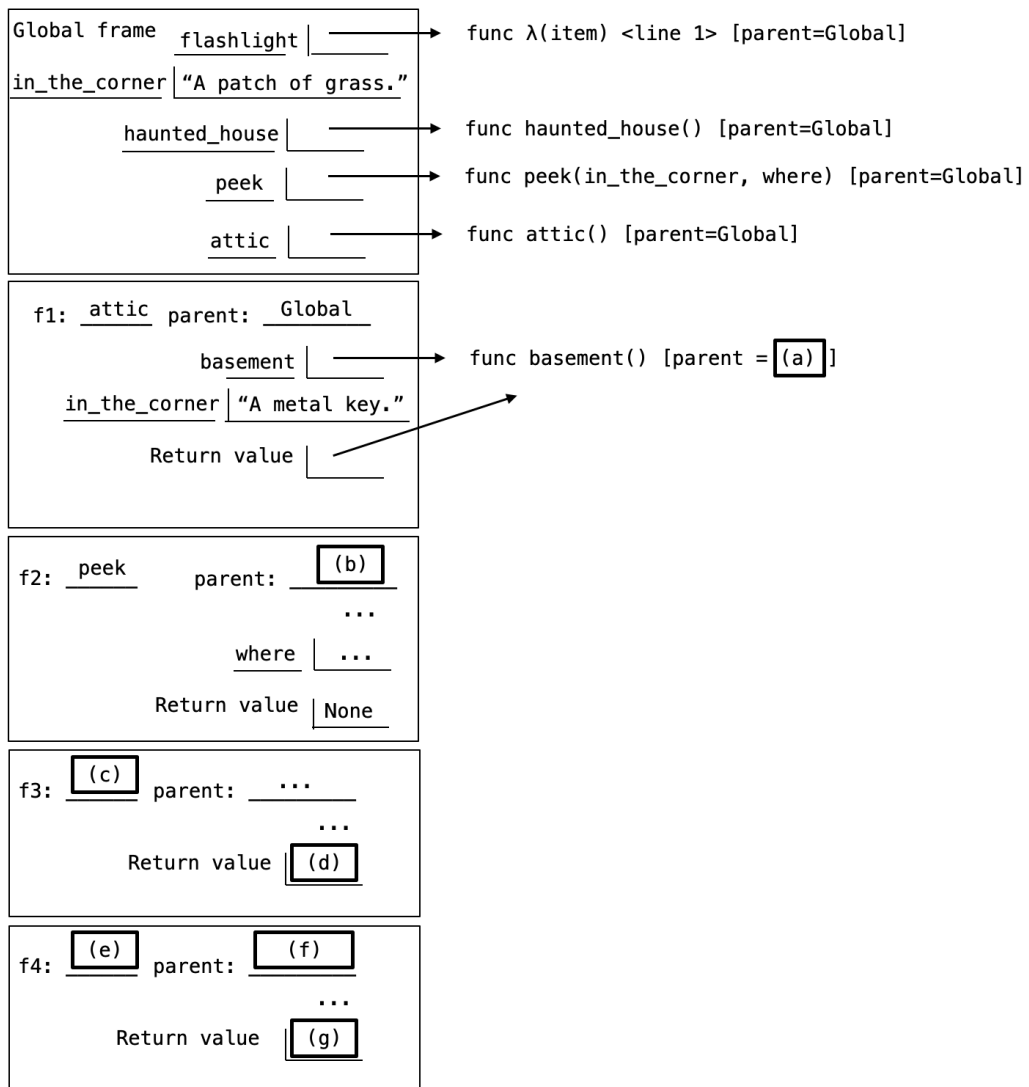 Global frame
flashlight func λ(item) <line 1> [parent=Global]
in_the_corner “A patch of grass.”
haunted_house func haunted_house() [parent=Global]
peek func peek(in_the_corner, where) [parent=Global]
attic func attic() [parent=Global]
f1: attic parent: Global
basement func basement() [parent = (a) ]
in_the_corner “A metal key.”
Return value
f2: peek parent: (b)
...
where ...
Return value None
f3: (c) parent: ...
...
Return value (d)
f4: (e) parent: (f)
...
Return value (g)